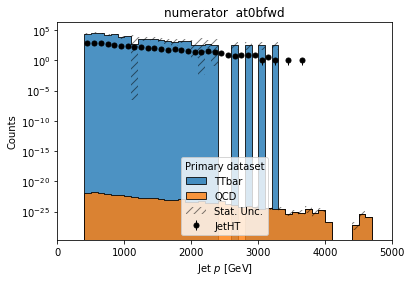 numerator at0bfwd
10^5
10^0
10^-5
10^-10
10^-15
10^-20
10^-25
Counts
Primary dataset
TTbar
QCD
Stat. Unc.
JetHT
0 1000 2000 3000 4000 5000
Jet p [GeV]